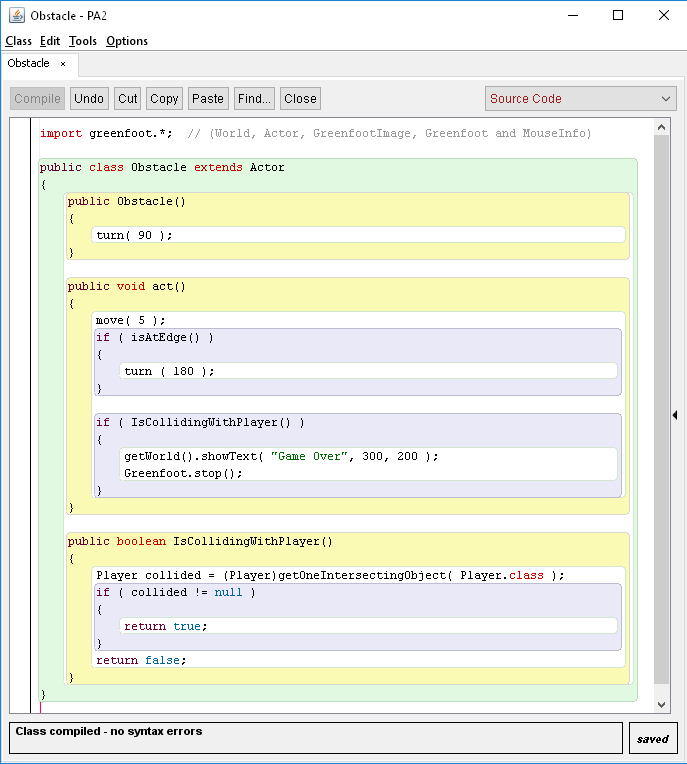 Obstacle - PA2
Class Edit Tools Options
Obstacle ×
Compile Undo Cut Copy Paste Find... Close Source Code
import greenfoot.*;  // (World, Actor, GreenfootImage, Greenfoot and MouseInfo)
public class Obstacle extends Actor
{
public Obstacle()
{
turn( 90 );
}
public void act()
{
move( 5 );
if ( isAtEdge() )
{
turn ( 180 );
}
if ( IsCollidingWithPlayer() )
{
getWorld().showText( "Game Over", 300, 200 );
Greenfoot.stop();
}
}
public boolean IsCollidingWithPlayer()
{
Player collided = (Player)getOneIntersectingObject( Player.class );
if ( collided != null )
{
return true;
}
return false;
}
}
Class compiled - no syntax errors
saved